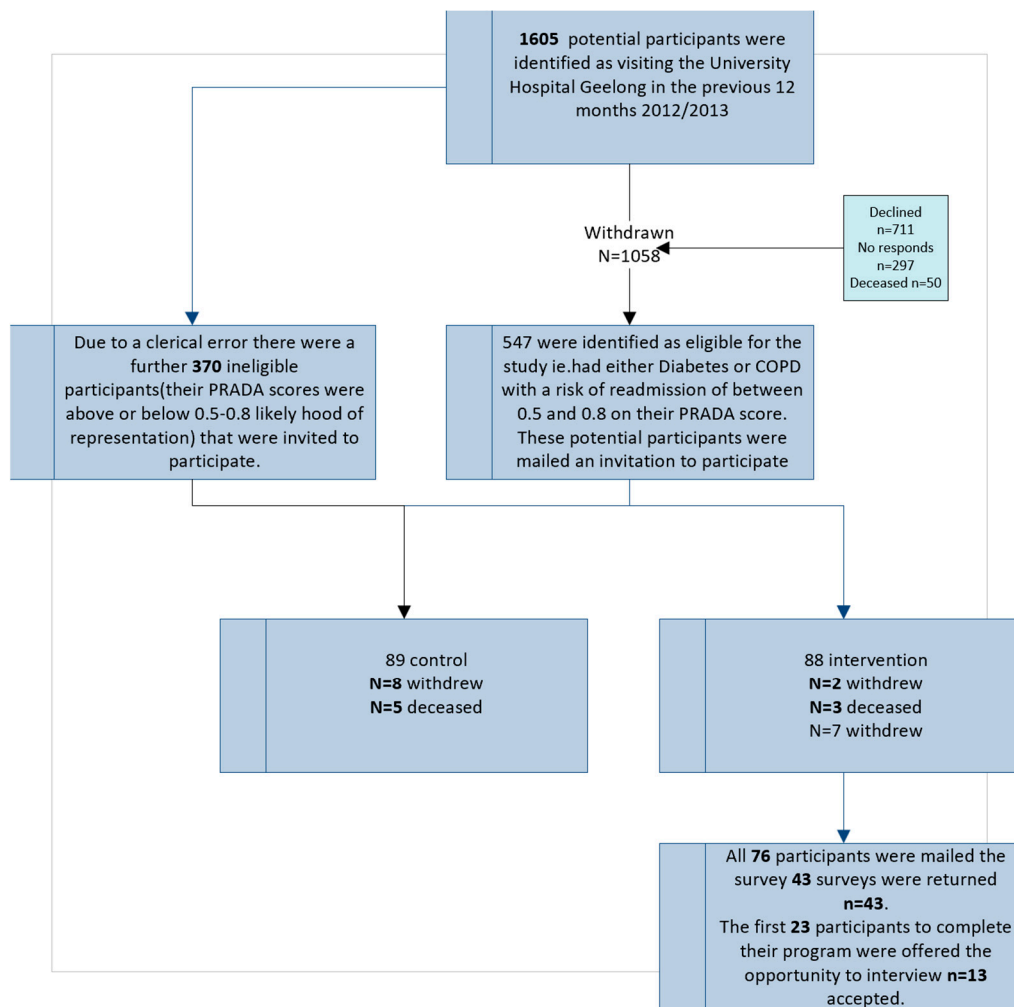 1605 potential participants were
identified as visiting the University
Hospital Geelong in the previous 12
months 2012/2013
Declined
n=711
No responds
n=297
Deceased n=50
Withdrawn
N=1058
Due to a clerical error there were a
further 370 ineligible
participants(their PRADA scores were
above or below 0.5-0.8 likely hood of
representation) that were invited to
participate.
547 were identified as eligible for the
study ie.had either Diabetes or COPD
with a risk of readmission of between
0.5 and 0.8 on their PRADA score.
These potential participants were
mailed an invitation to participate
89 control
N=8 withdrew
N=5 deceased
88 intervention
N=2 withdrew
N=3 deceased
N=7 withdrew
All 76 participants were mailed the
survey 43 surveys were returned
n=43.
The first 23 participants to complete
their program were offered the
opportunity to interview n=13
accepted.